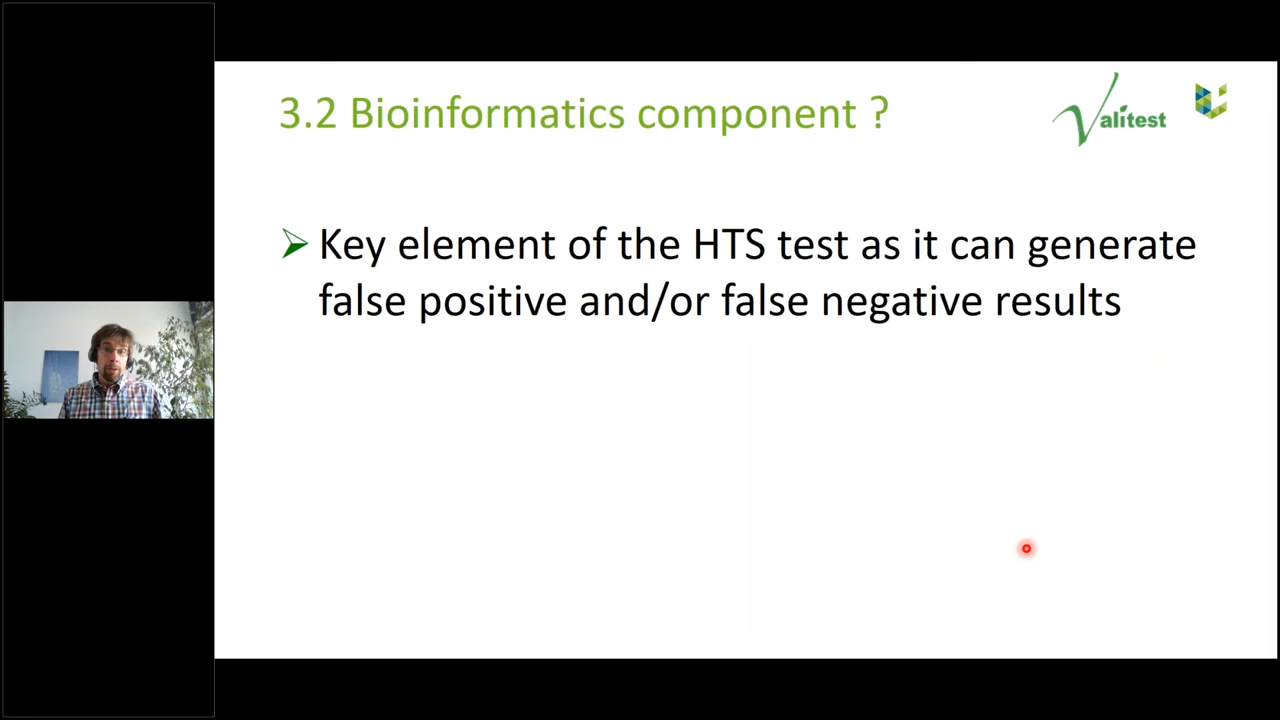 3.2 Bioinformatics component ?
Valitest
➢ Key element of the HTS test as it can generate
false positive and/or false negative results